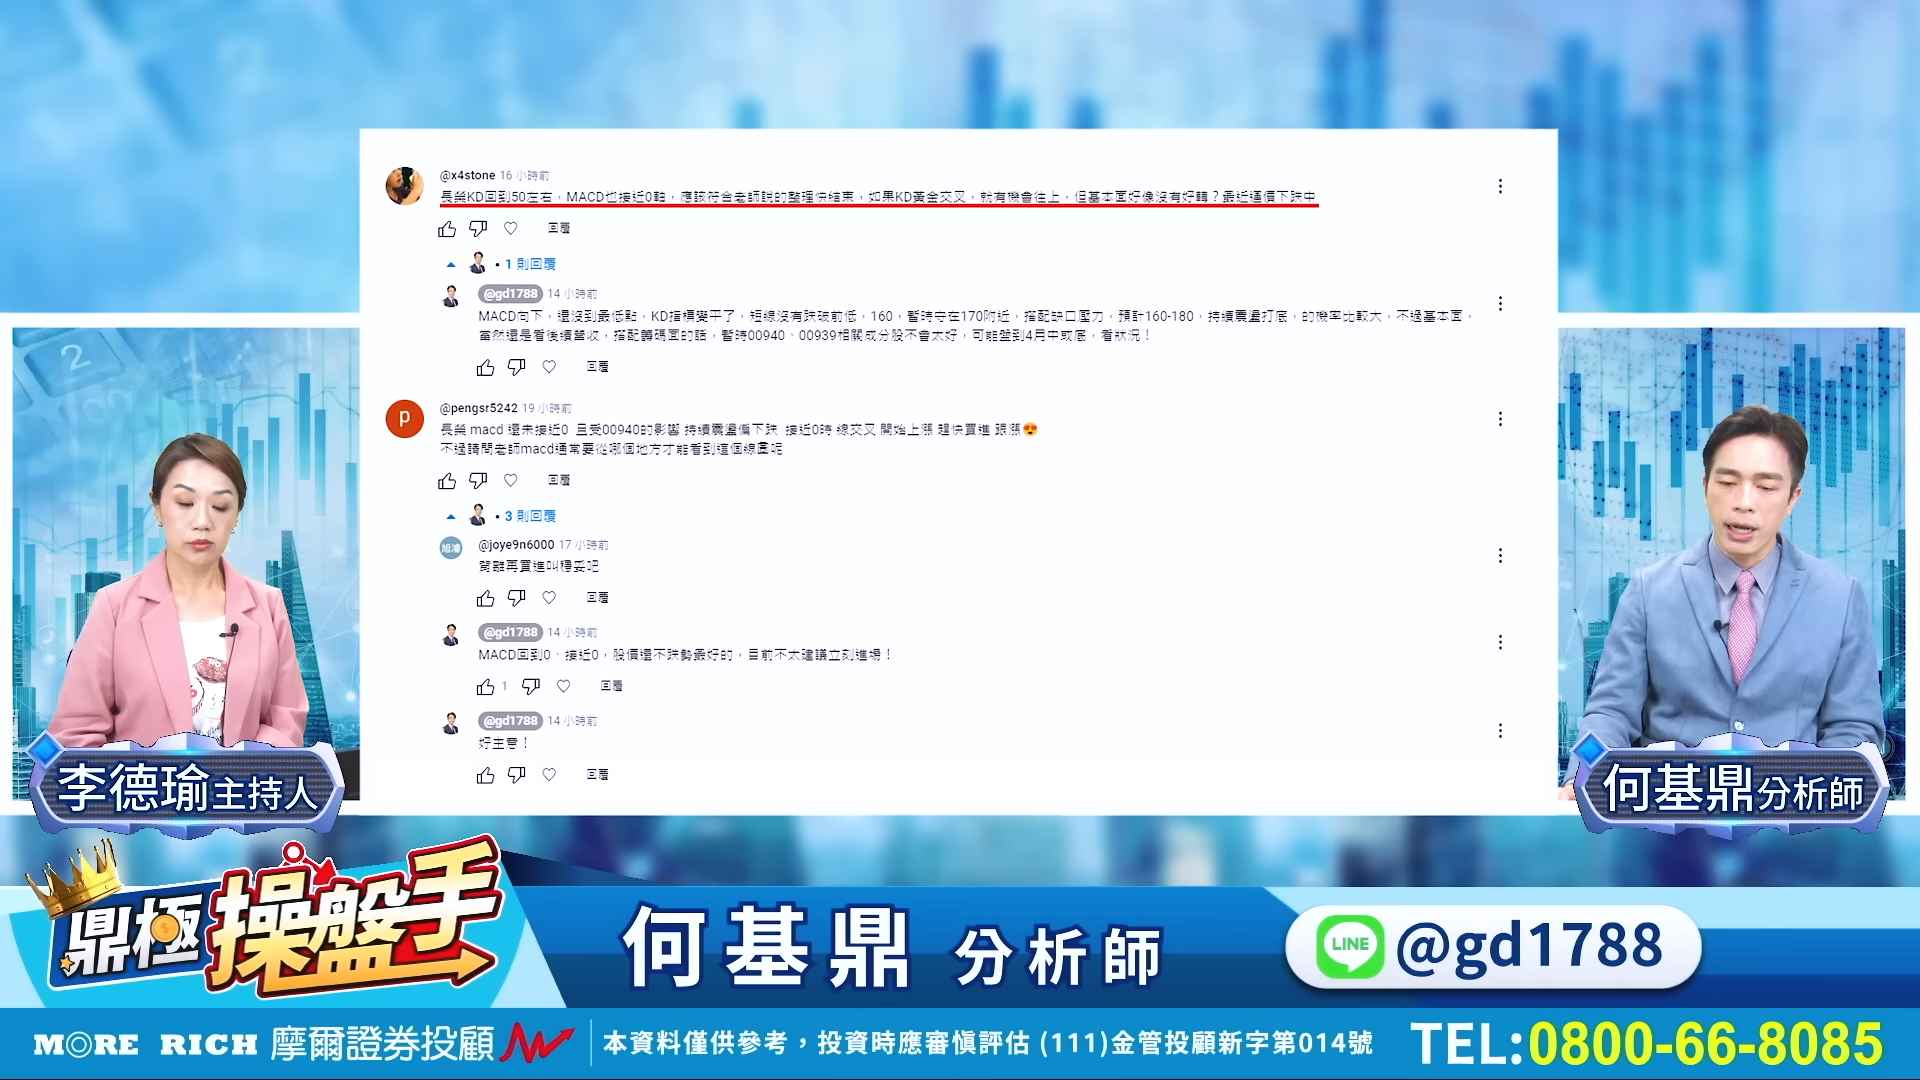 @x4stone 16 小時前
長榮KD回到50左右，MACD也接近0軸，應該符合老師說的整理快結束，如果KD黃金交叉，就有機會往上，但基本面好像沒有好轉？最近運價下跌中
回覆
• 1 則回覆
@gd1788 14 小時前
MACD向下，還沒到最低點，KD指標變平了，短線沒有跌破前低，160，暫時守在170附近，搭配缺口壓力，預計160-180，持續震盪打底，的機率比較大，不過基本面，
當然還是看後續營收，搭配籌碼面的話，暫時00940、00939相關成分股不會太好，可能盤到4月中或底，看狀況！
回覆
P
@pengsr5242 19 小時前
長榮 macd 還未接近0 且受00940的影響 持續震盪偏下跌 接近0時 線交叉 開始上漲 趕快買進 跟漲😍
不過請問老師macd通常要從哪個地方才能看到這個線圖呢
回覆
• 3 則回覆
@joye9n6000 17 小時前
背離再買進叫穩妥吧
回覆
@gd1788 14 小時前
MACD回到0、接近0，股價還不跌勢最好的，目前不太建議立刻進場！
1 回覆
@gd1788 14 小時前
好主意！
回覆
李德瑜主持人
何基鼎分析師
鼎極操盤手
何基鼎 分析師
LINE @gd1788
MORE RICH 摩爾證券投顧
本資料僅供參考，投資時應審慎評估 (111)金管投顧新字第014號
TEL:0800-66-8085